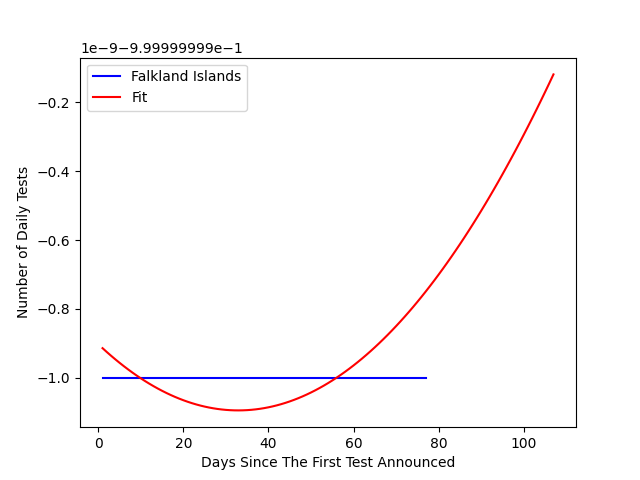 1e−9−9.99999999e−1
Falkland Islands
Fit
−0.2
−0.4
−0.6
−0.8
−1.0
Number of Daily Tests
0 20 40 60 80 100
Days Since The First Test Announced